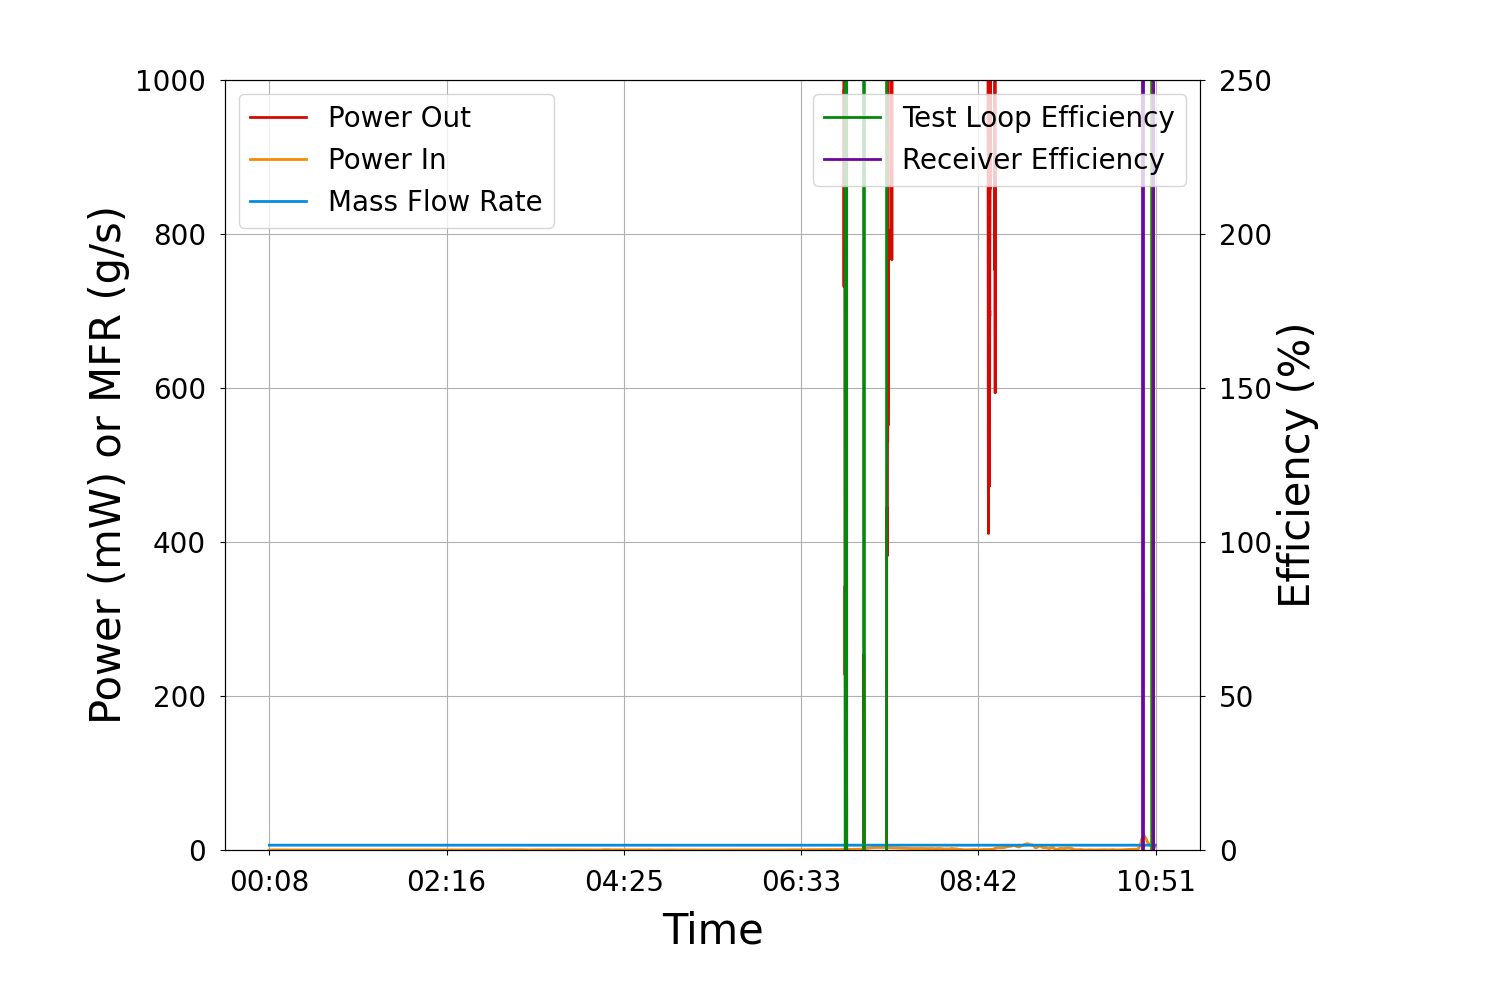 1000
800
600
400
200
0
Power (mW) or MFR (g/s)
Power Out
Power In
Mass Flow Rate
Test Loop Efficiency
Receiver Efficiency
250
200
150
100
50
0
Efficiency (%)
00:08 02:16 04:25 06:33 08:42 10:51
Time